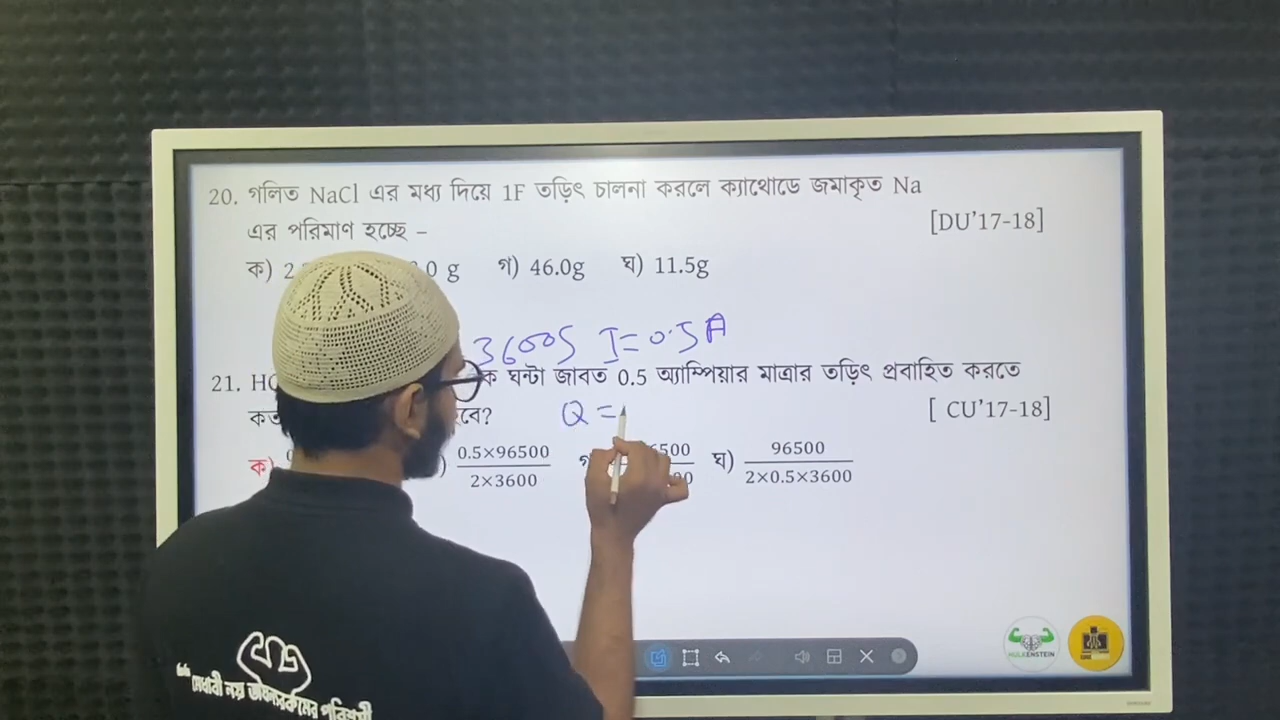 20. গলিত NaCl এর মধ্য দিয়ে 1F তড়িৎ চালনা করলে ক্যাথোডে জমাকৃত Na
এর পরিমাণ হচ্ছে – [DU'17-18]
ক) 2 0 g গ) 46.0g ঘ) 11.5g
3600S I=0.5A
21. ঘন্টা জাবত 0.5 অ্যাম্পিয়ার মাত্রার তড়িৎ প্রবাহিত করতে
[ CU'17-18]
Q =
ক) 0.5×96500 / 2×3600 ঘ) 96500 / 2×0.5×3600
HULKENSTEIN
মেধাবী নয়